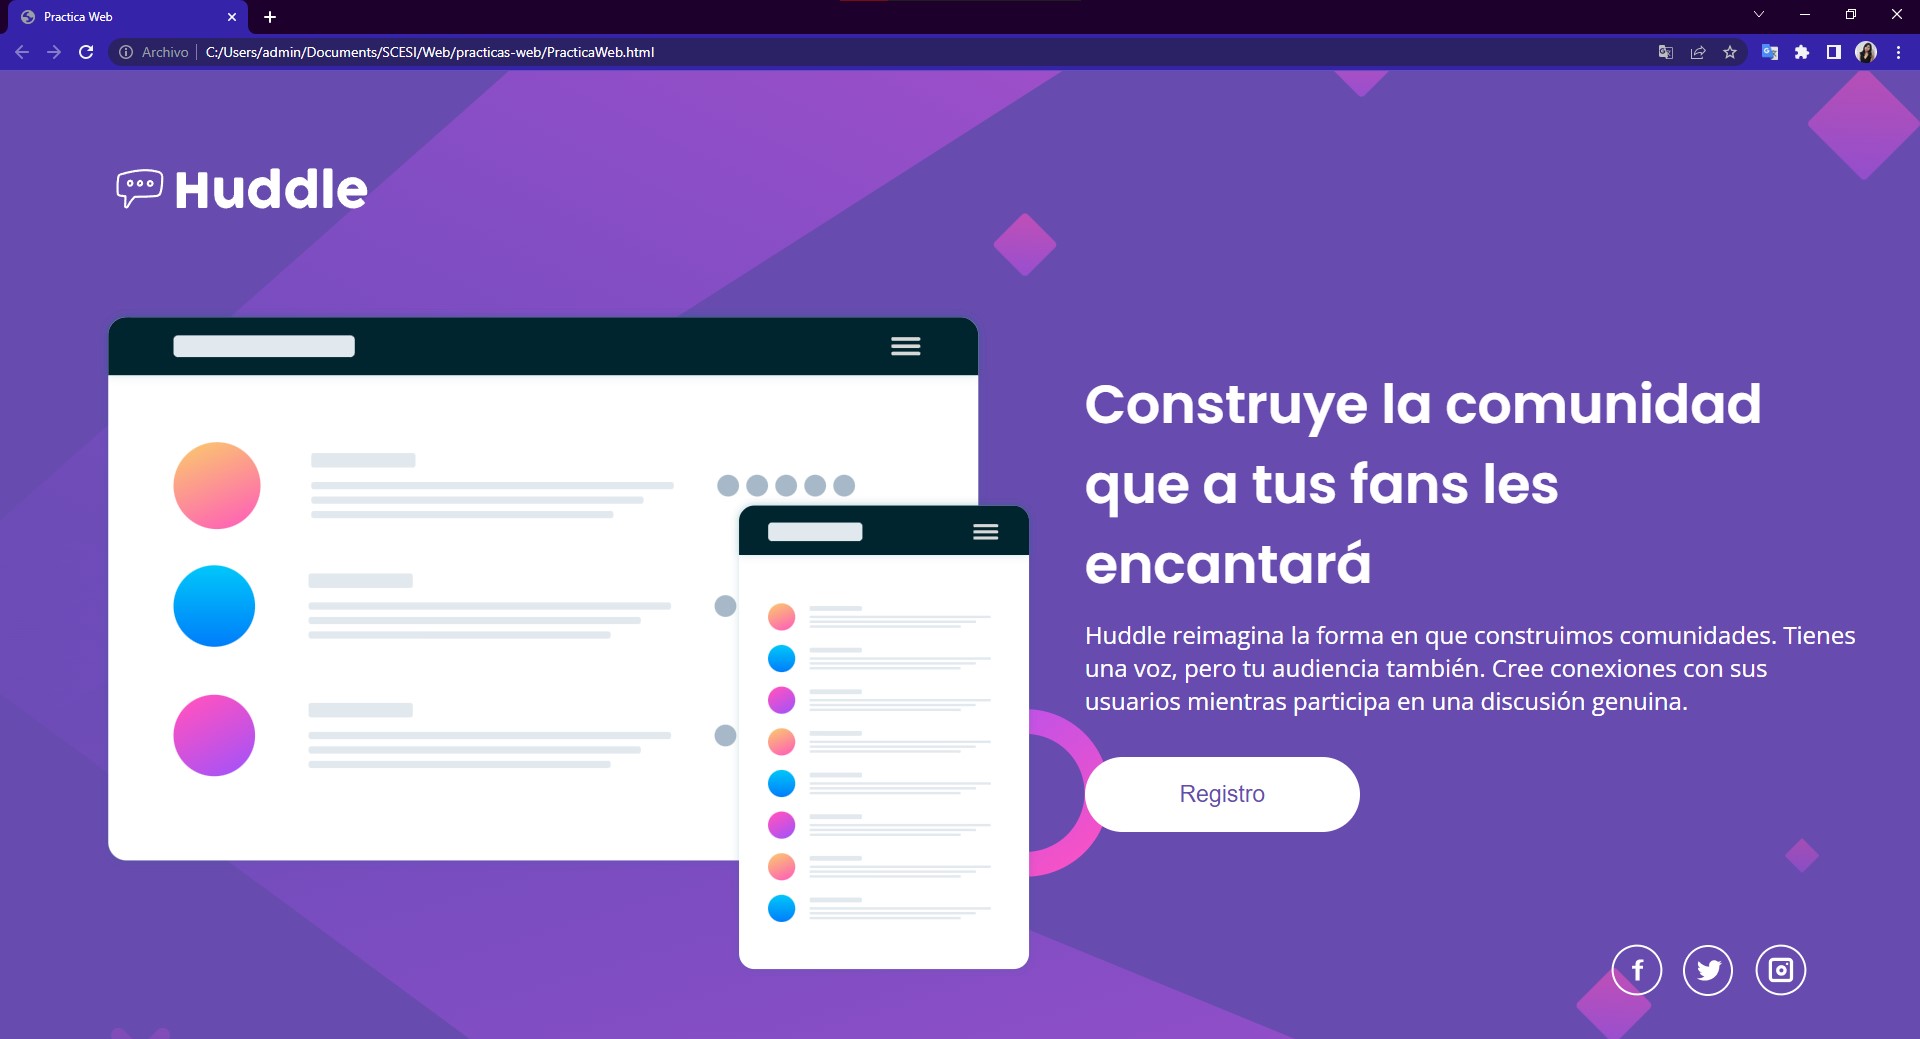 Practica Web
Archivo
C:/Users/admin/Documents/SCESI/Web/practicas-web/PracticaWeb.html
Huddle
Construye la comunidad
que a tus fans les
encantará
Huddle reimagina la forma en que construimos comunidades. Tienes
una voz, pero tu audiencia también. Cree conexiones con sus
usuarios mientras participa en una discusión genuina.
Registro